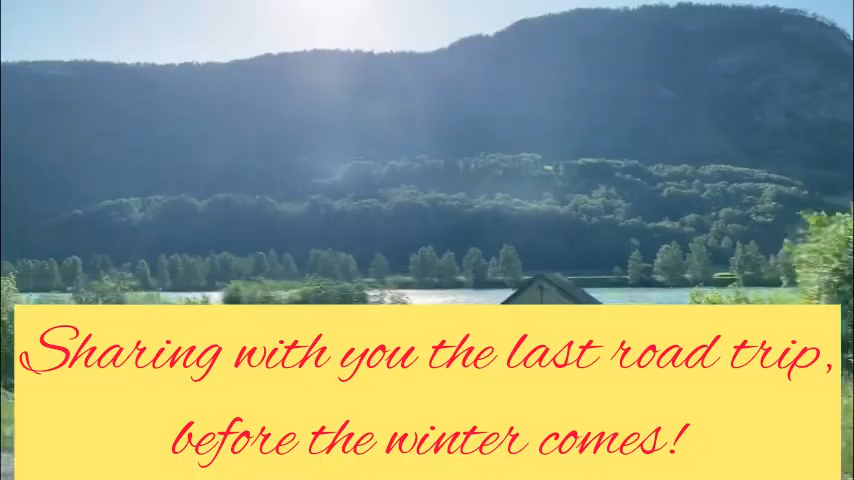 Sharing with you the last road trip,
before the winter comes!